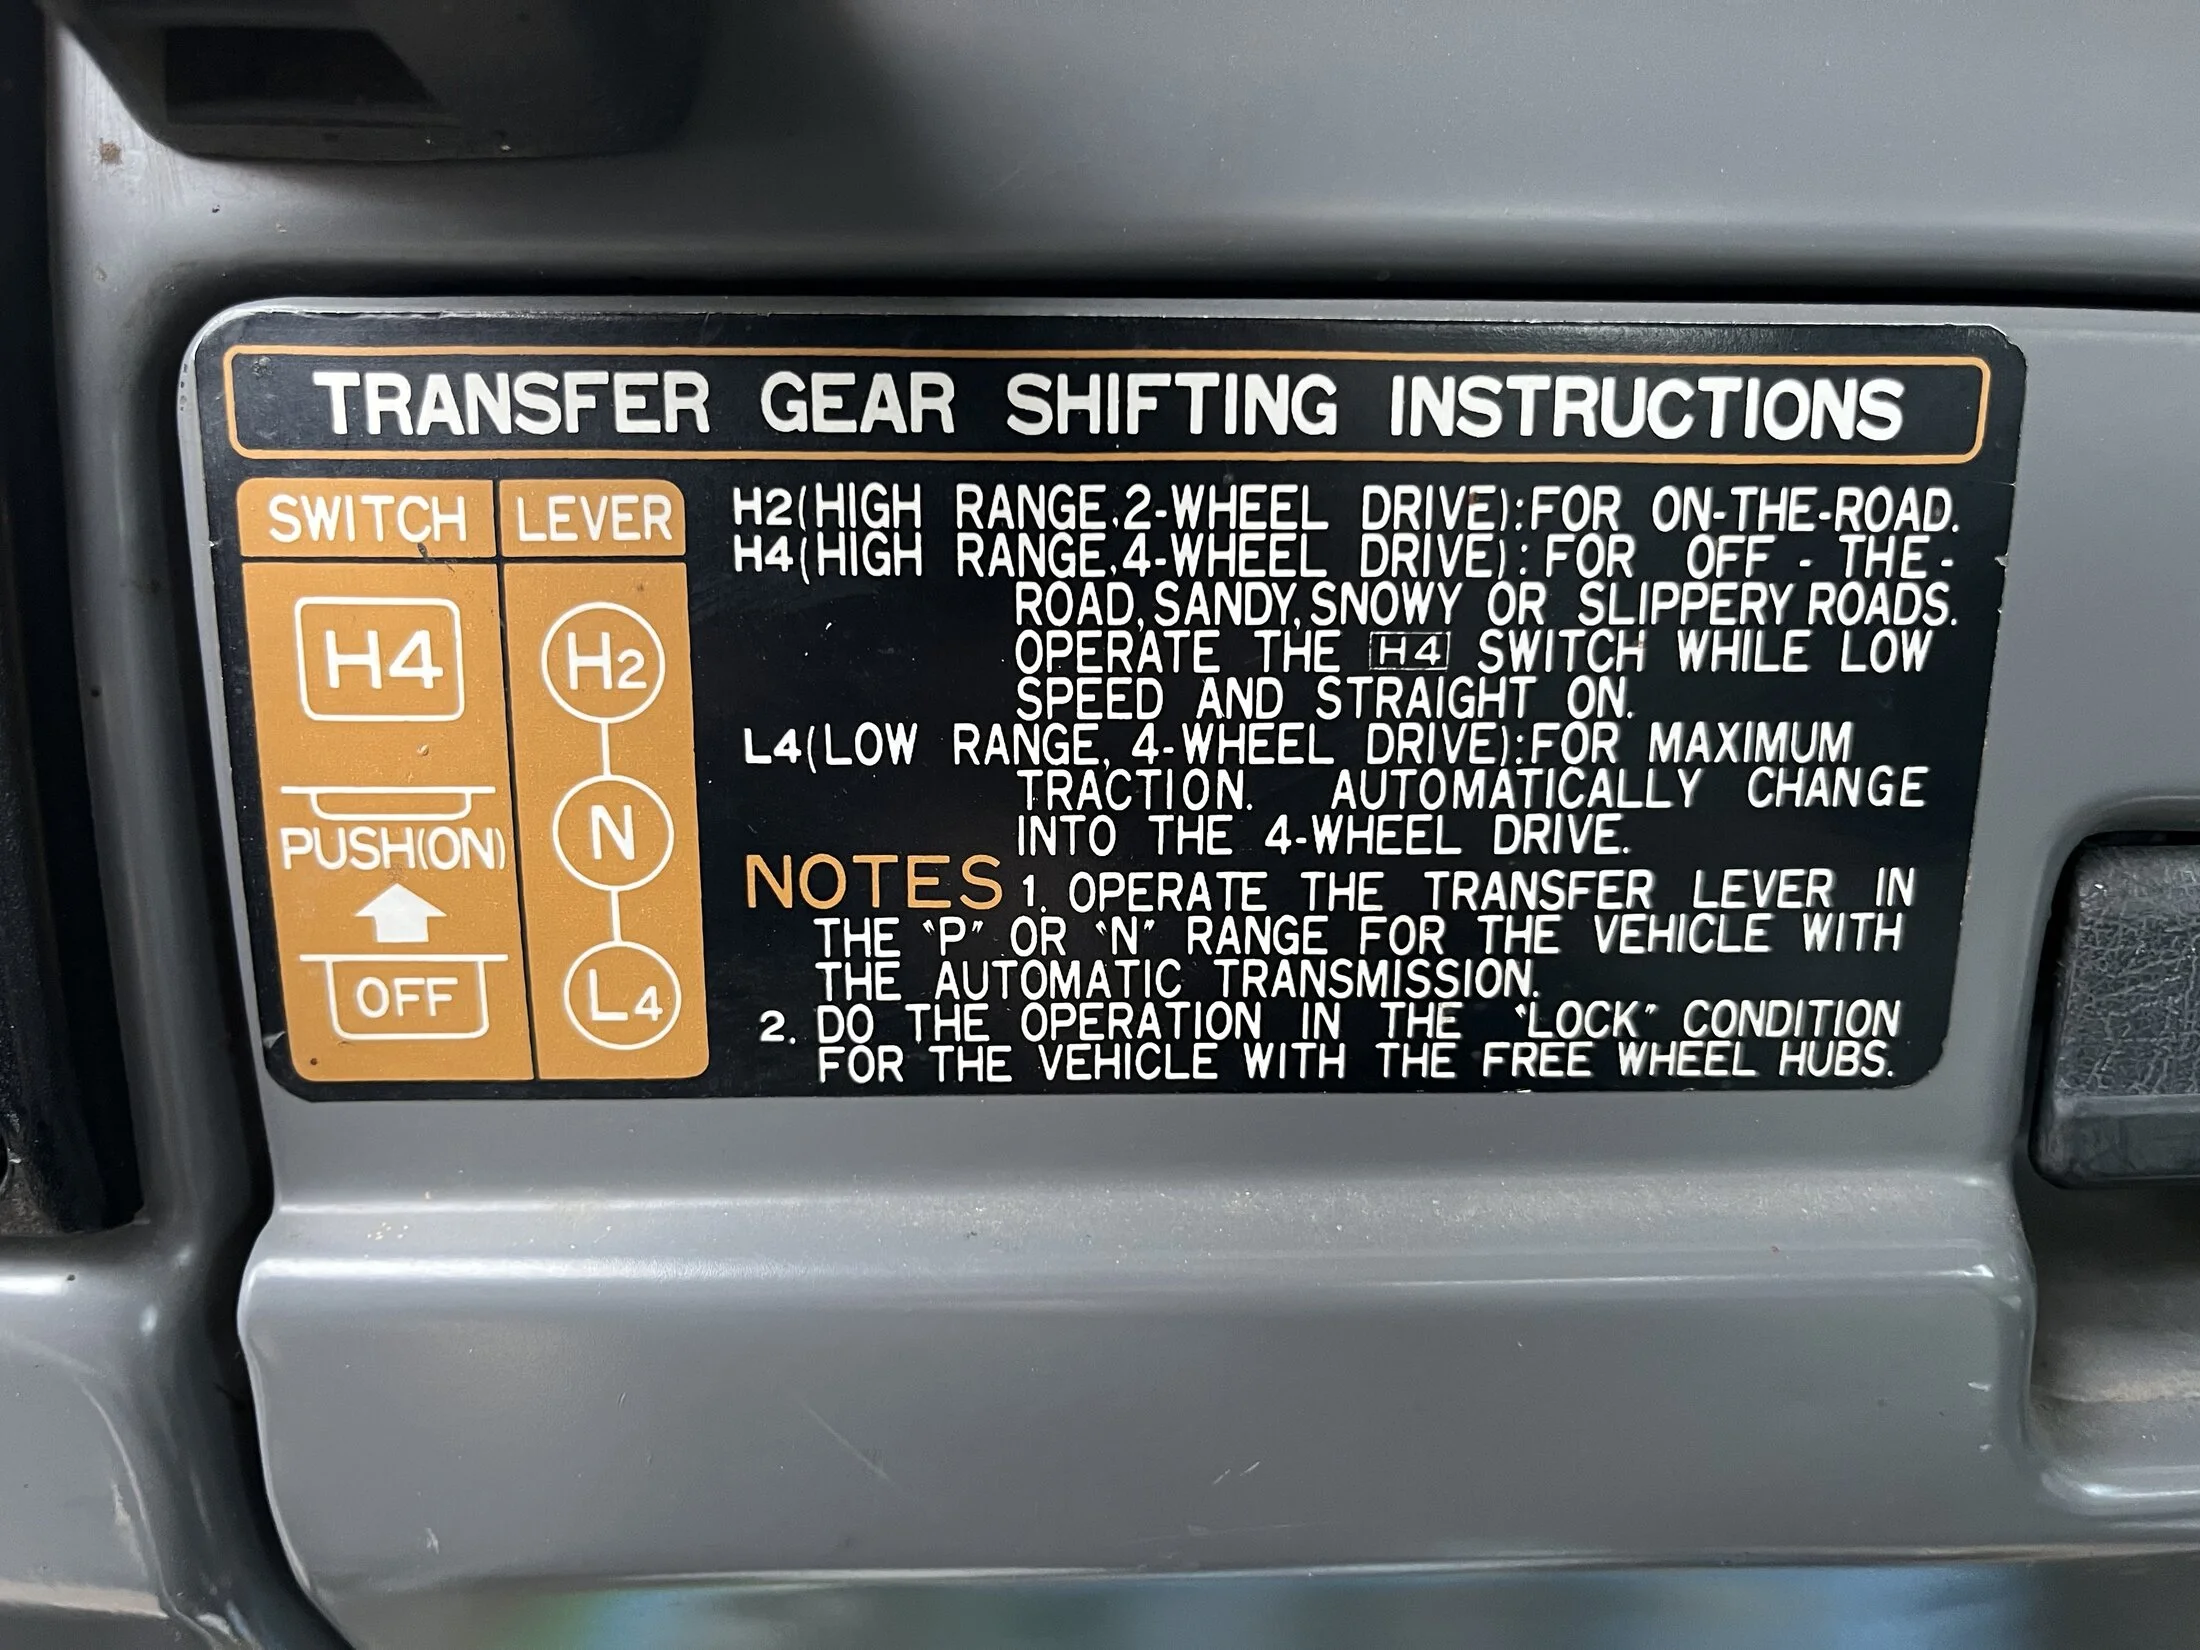 TRANSFER GEAR SHIFTING INSTRUCTIONS
SWITCH LEVER
H4
PUSH(ON)
OFF
H2
N
L4
H2(HIGH RANGE,2-WHEEL DRIVE):FOR ON-THE-ROAD.
H4(HIGH RANGE,4-WHEEL DRIVE):FOR OFF-THE-
ROAD,SANDY,SNOWY OR SLIPPERY ROADS.
OPERATE THE H4 SWITCH WHILE LOW
SPEED AND STRAIGHT ON.
L4(LOW RANGE, 4-WHEEL DRIVE):FOR MAXIMUM
TRACTION. AUTOMATICALLY CHANGE
INTO THE 4-WHEEL DRIVE.
NOTES 1. OPERATE THE TRANSFER LEVER IN
THE "P" OR "N" RANGE FOR THE VEHICLE WITH
THE AUTOMATIC TRANSMISSION.
2. DO THE OPERATION IN THE "LOCK" CONDITION
FOR THE VEHICLE WITH THE FREE WHEEL HUBS.